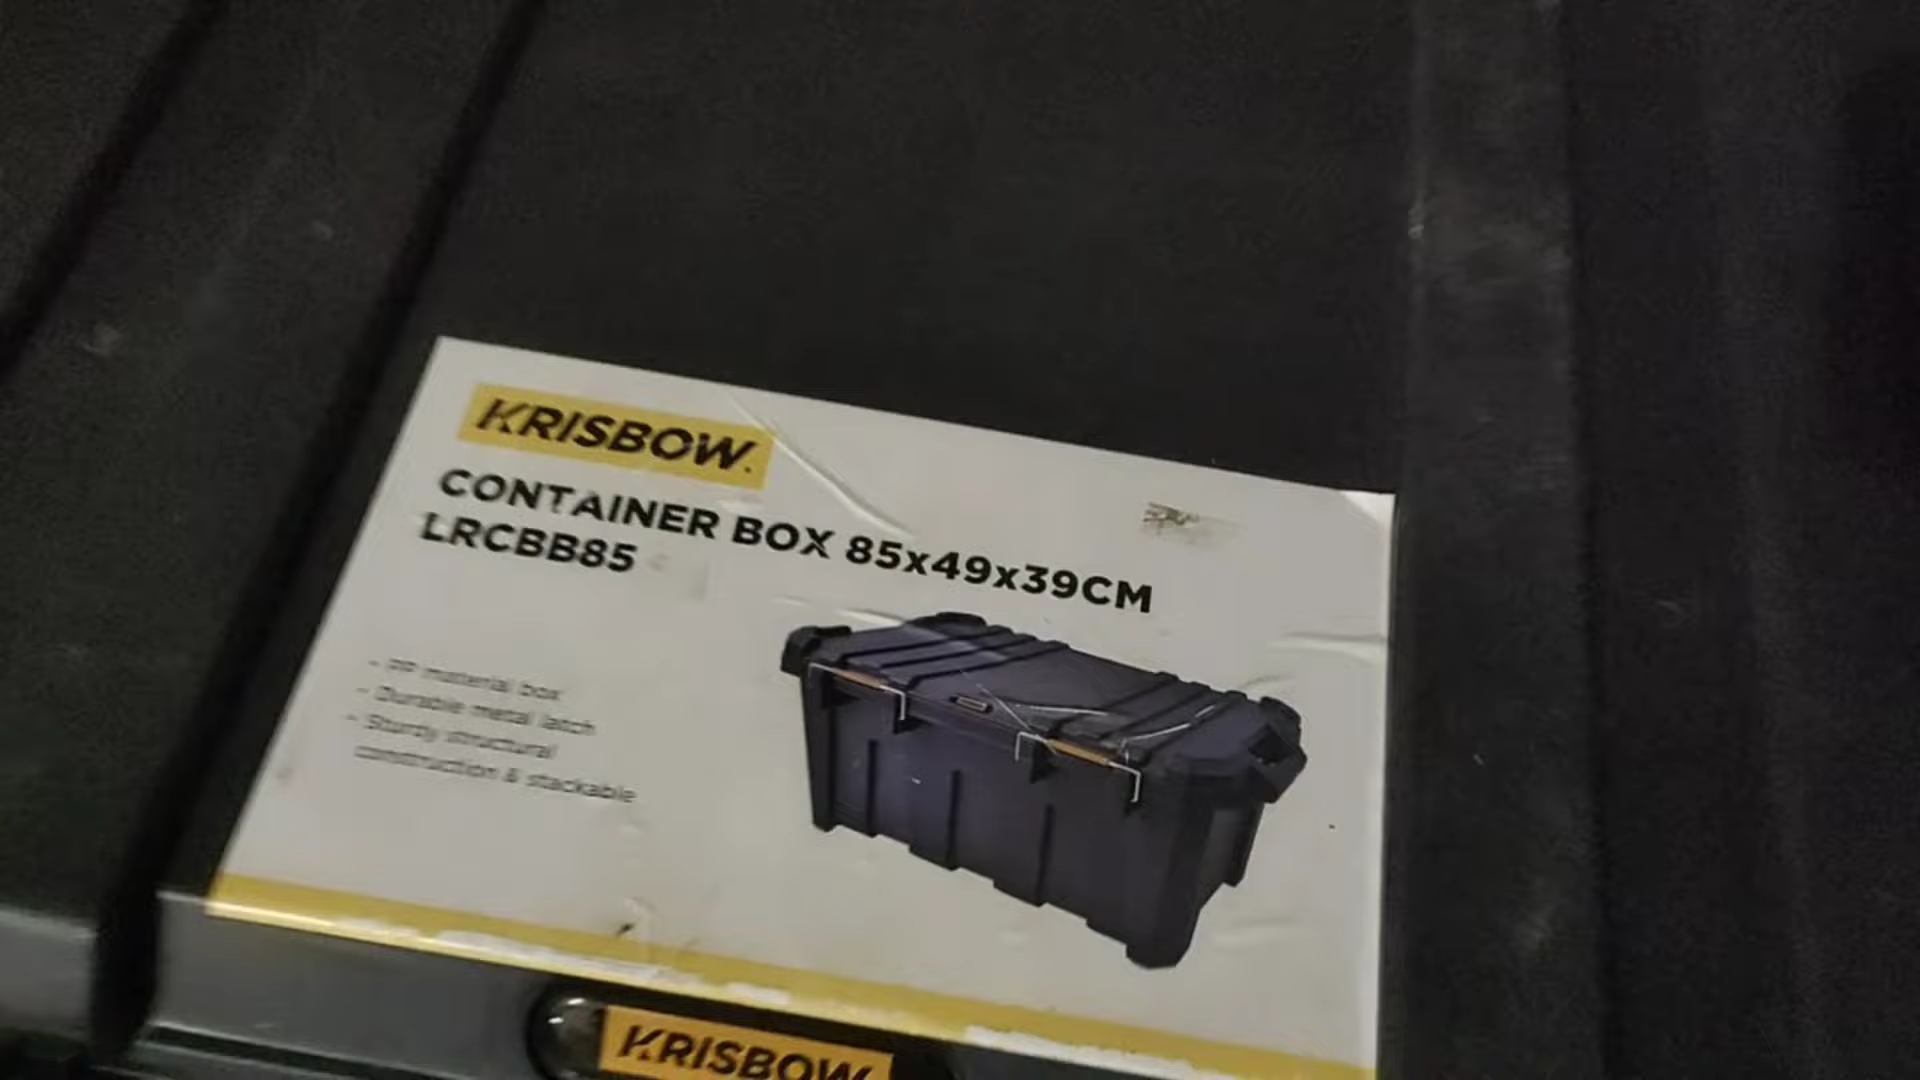 KRISBOW.
CONTAINER BOX 85x49x39CM
LRCBB85
- PP material box
- Durable metal latch
- Sturdy structural
construction & stackable
KRISBOW